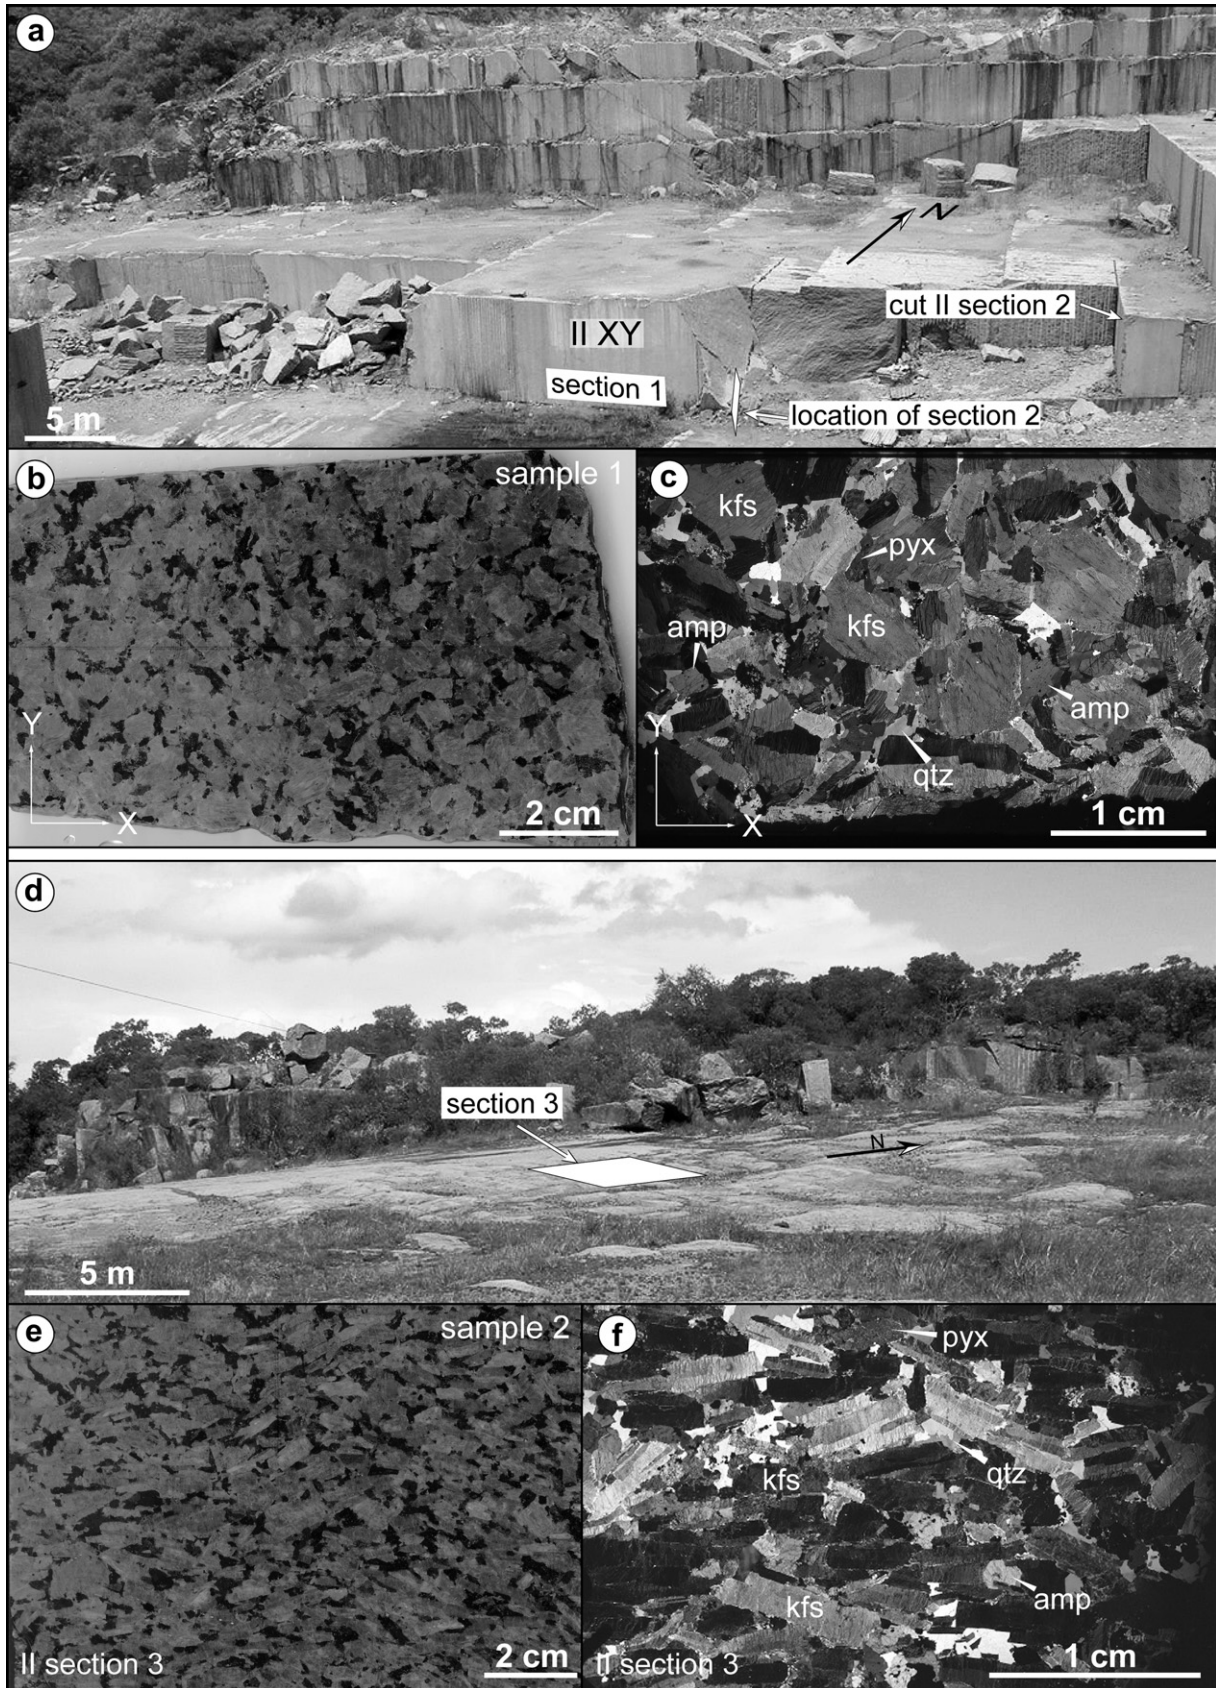 a
N
cut II section 2
II XY
section 1
location of section 2
5 m
b
sample 1
Y
X
2 cm
c
kfs
pyx
amp
kfs
amp
qtz
Y
X
1 cm
d
section 3
N
5 m
e
sample 2
II section 3
2 cm
f
pyx
kfs
qtz
kfs
amp
II section 3
1 cm